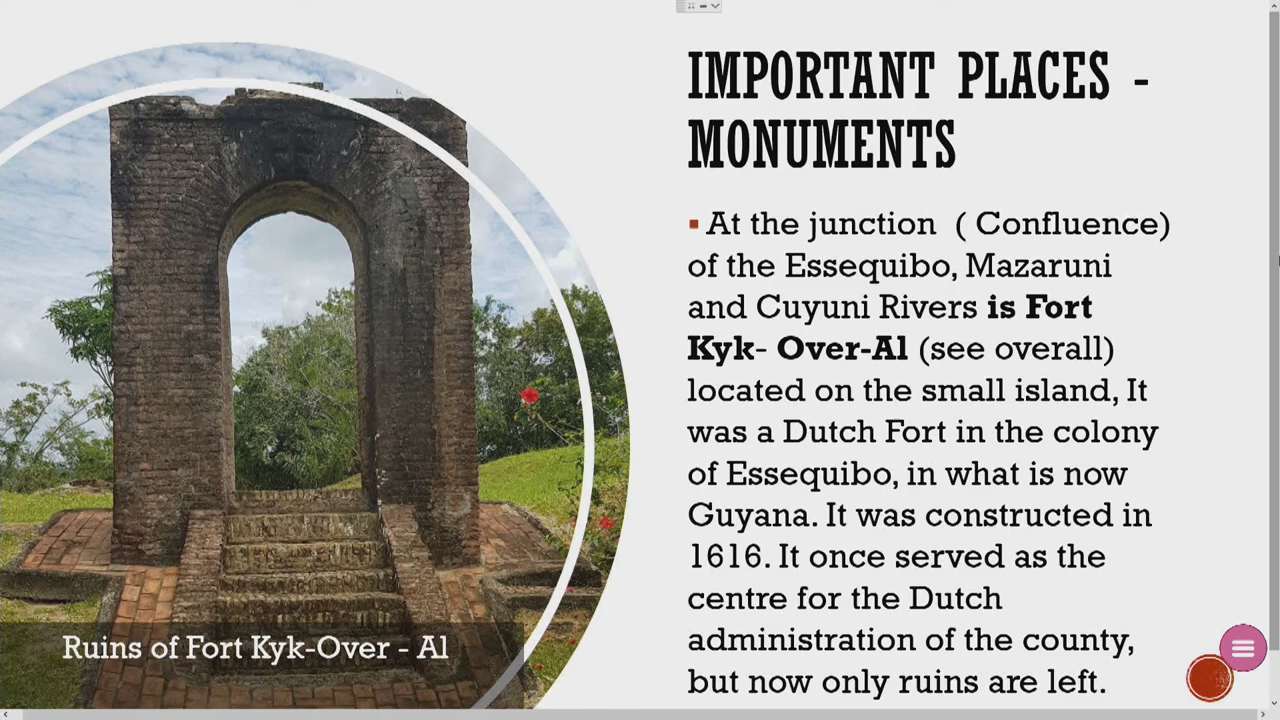 IMPORTANT PLACES -
MONUMENTS
At the junction ( Confluence)
of the Essequibo, Mazaruni
and Cuyuni Rivers is Fort
Kyk- Over-Al (see overall)
located on the small island, It
was a Dutch Fort in the colony
of Essequibo, in what is now
Guyana. It was constructed in
1616. It once served as the
centre for the Dutch
administration of the county,
but now only ruins are left.
Ruins of Fort Kyk-Over - Al